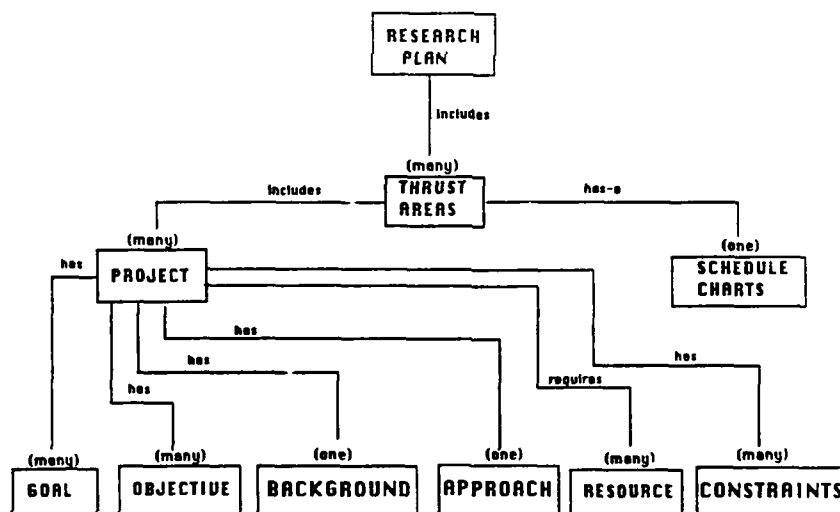 RESEARCH
PLAN
includes
(many)
THRUST
AREAS
includes
has-a
(many)
PROJECT
(one)
SCHEDULE
CHARTS
has
has
has
has
requires
has
(many)
GOAL
(many)
OBJECTIVE
(one)
BACKGROUND
(one)
APPROACH
(many)
RESOURCE
(many)
CONSTRAINTS